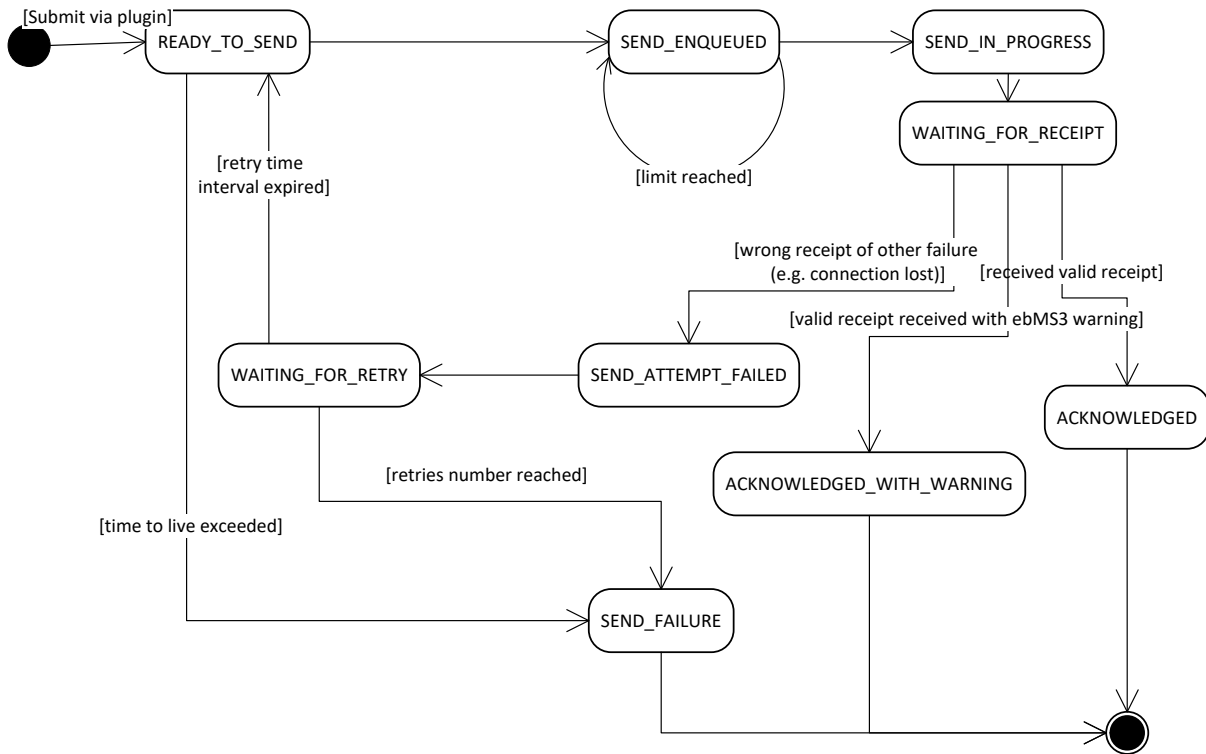 [Submit via plugin]
READY_TO_SEND
SEND_ENQUEUED
SEND_IN_PROGRESS
WAITING_FOR_RECEIPT
[retry time
interval expired]
[limit reached]
[wrong receipt of other failure
(e.g. connection lost)]
[received valid receipt]
[valid receipt received with ebMS3 warning]
WAITING_FOR_RETRY
SEND_ATTEMPT_FAILED
ACKNOWLEDGED
[retries number reached]
ACKNOWLEDGED_WITH_WARNING
[time to live exceeded]
SEND_FAILURE